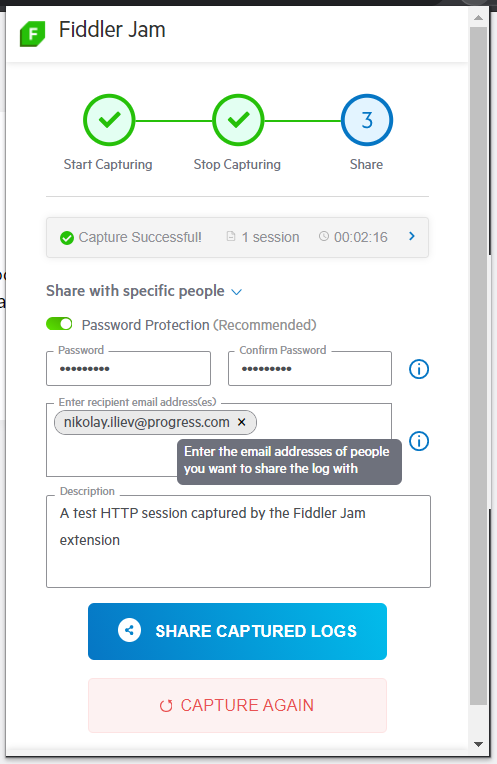 F Fiddler Jam
3
Start Capturing Stop Capturing Share
Capture Successful! 1 session 00:02:16
Share with specific people
Password Protection (Recommended)
Password Confirm Password
••••••••• •••••••••
Enter recipient email address(es)
nikolay.iliev@progress.com ×
Enter the email addresses of people
you want to share the log with
Description
A test HTTP session captured by the Fiddler Jam
extension
SHARE CAPTURED LOGS
CAPTURE AGAIN